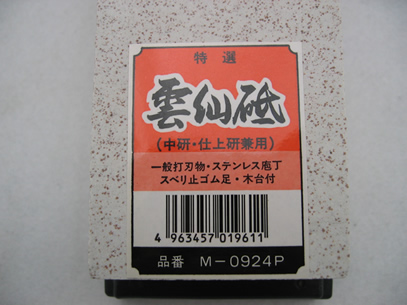 特選
雲仙砥
(中研・仕上研兼用)
一般打刃物・ステンレス庖丁
スベリ止ゴム足・木台付
4 963457 019611
品番 M-0924P